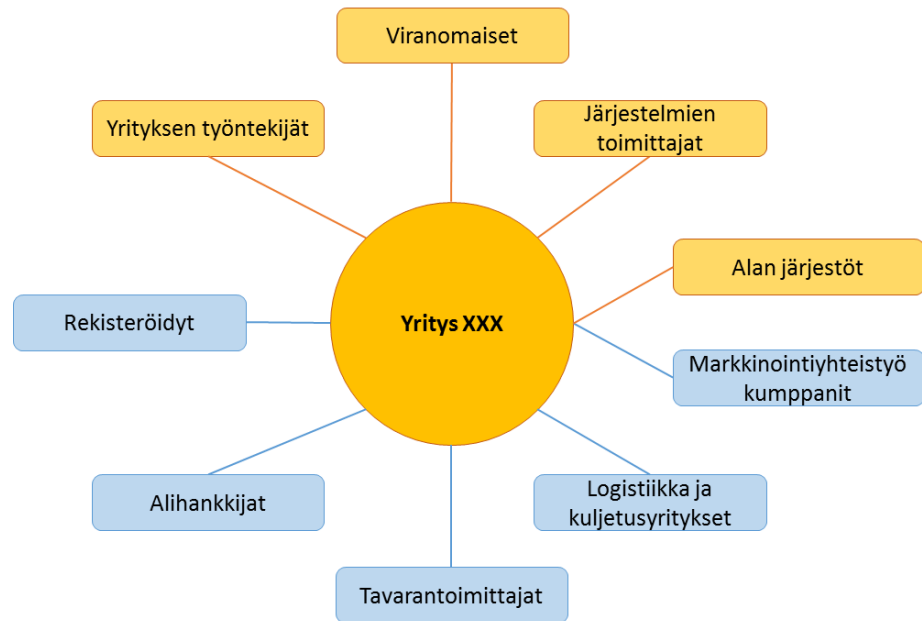 Viranomaiset
Yrityksen työntekijät
Järjestelmien
toimittajat
Alan järjestöt
Rekisteröidyt
Yritys XXX
Markkinointiyhteistyö
kumppanit
Alihankkijat
Logistiikka ja
kuljetusyritykset
Tavarantoimittajat